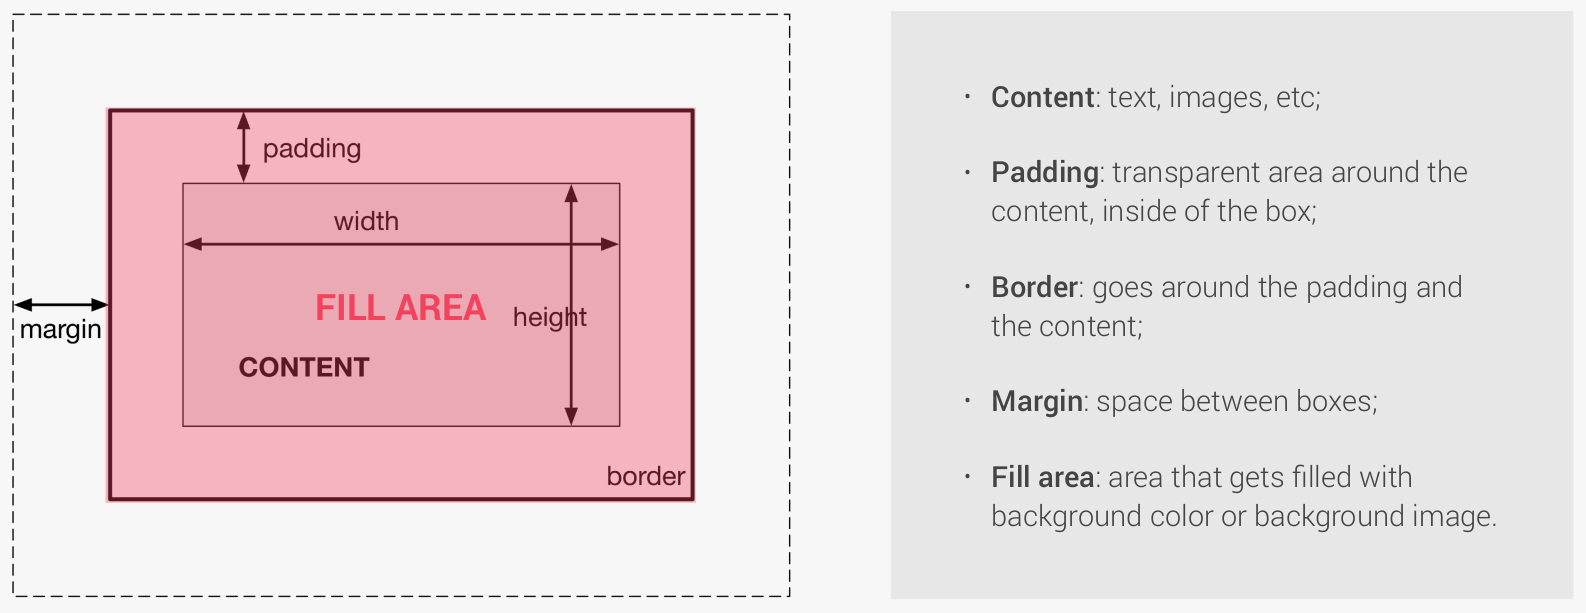 padding
width
FILL AREA
height
margin
CONTENT
border
• Content: text, images, etc;
• Padding: transparent area around the
content, inside of the box;
• Border: goes around the padding and
the content;
• Margin: space between boxes;
• Fill area: area that gets filled with
background color or background image.